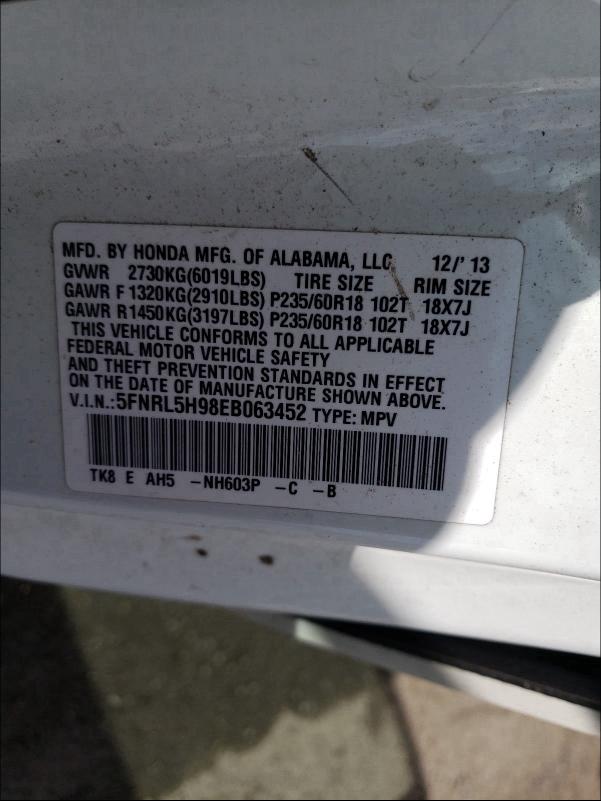 MFD. BY HONDA MFG. OF ALABAMA, LLC 12/' 13
GVWR 2730KG(6019LBS) TIRE SIZE RIM SIZE
GAWR F 1320KG(2910LBS) P235/60R18 102T 18X7J
GAWR R1450KG(3197LBS) P235/60R18 102T 18X7J
THIS VEHICLE CONFORMS TO ALL APPLICABLE
FEDERAL MOTOR VEHICLE SAFETY
AND THEFT PREVENTION STANDARDS IN EFFECT
ON THE DATE OF MANUFACTURE SHOWN ABOVE.
V.I.N.:5FNRL5H98EB063452 TYPE: MPV
TK8 E AH5 -NH603P -C -B